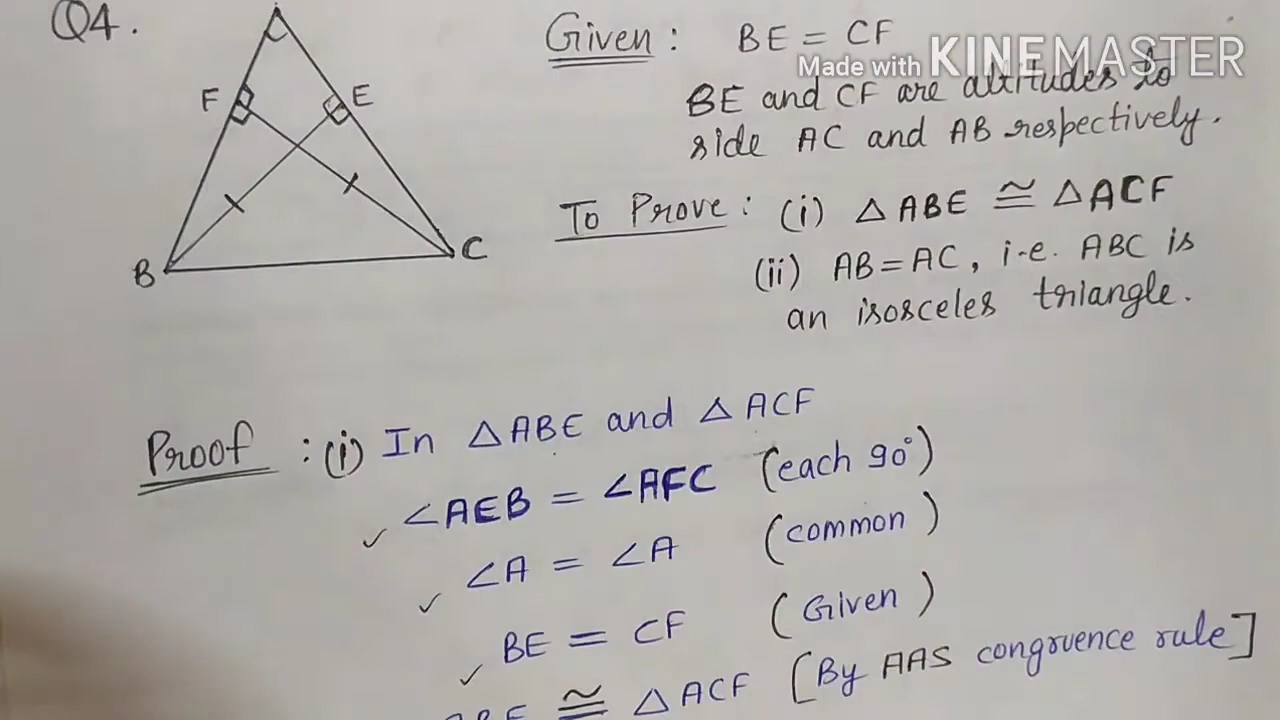 Q4.
F
E
B
C
Given: BE = CF
Made with KINEMASTER
BE and CF are altitudes to
side AC and AB respectively.
To Prove: (i) △ABE ≅ △ACF
(ii) AB=AC, i.e. ABC is
an isosceles triangle.
Proof : (i) In △ABE and △ACF
✓ ∠AEB = ∠AFC (each 90°)
✓ ∠A = ∠A (common)
✓ BE = CF (Given)
ABE ≅ △ACF [By AAS congruence rule]